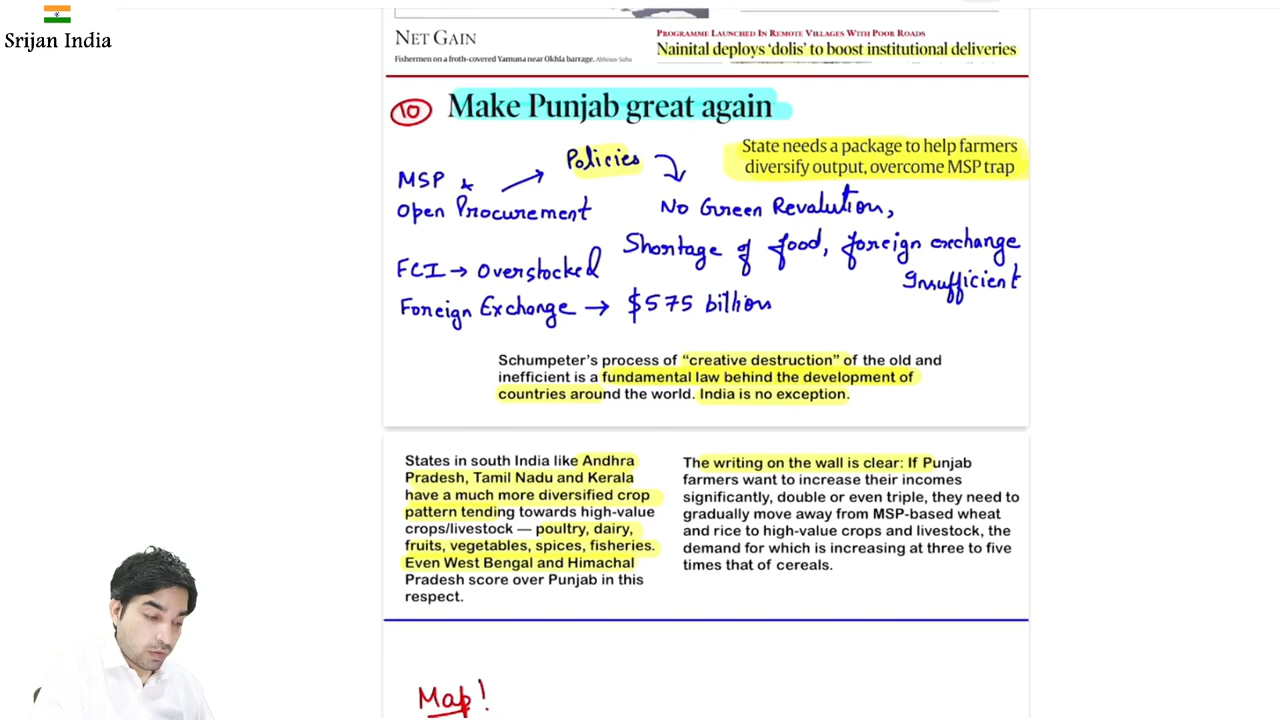 Srijan India
NET GAIN
Fishermen on a froth-covered Yamuna near Okhla barrage. Abhinav Saha
PROGRAMME LAUNCHED IN REMOTE VILLAGES WITH POOR ROADS
Nainital deploys 'dolis' to boost institutional deliveries
10 Make Punjab great again
State needs a package to help farmers
diversify output, overcome MSP trap
MSP &
Open Procurement
Policies
No Green Revalution,
Shortage of food, foreign exchange
Insufficient
FCI → Overstocked
Foreign Exchange → $575 billion
Schumpeter's process of “creative destruction” of the old and
inefficient is a fundamental law behind the development of
countries around the world. India is no exception.
States in south India like Andhra
Pradesh, Tamil Nadu and Kerala
have a much more diversified crop
pattern tending towards high-value
crops/livestock — poultry, dairy,
fruits, vegetables, spices, fisheries.
Even West Bengal and Himachal
Pradesh score over Punjab in this
respect.
The writing on the wall is clear: If Punjab
farmers want to increase their incomes
significantly, double or even triple, they need to
gradually move away from MSP-based wheat
and rice to high-value crops and livestock, the
demand for which is increasing at three to five
times that of cereals.
Map!